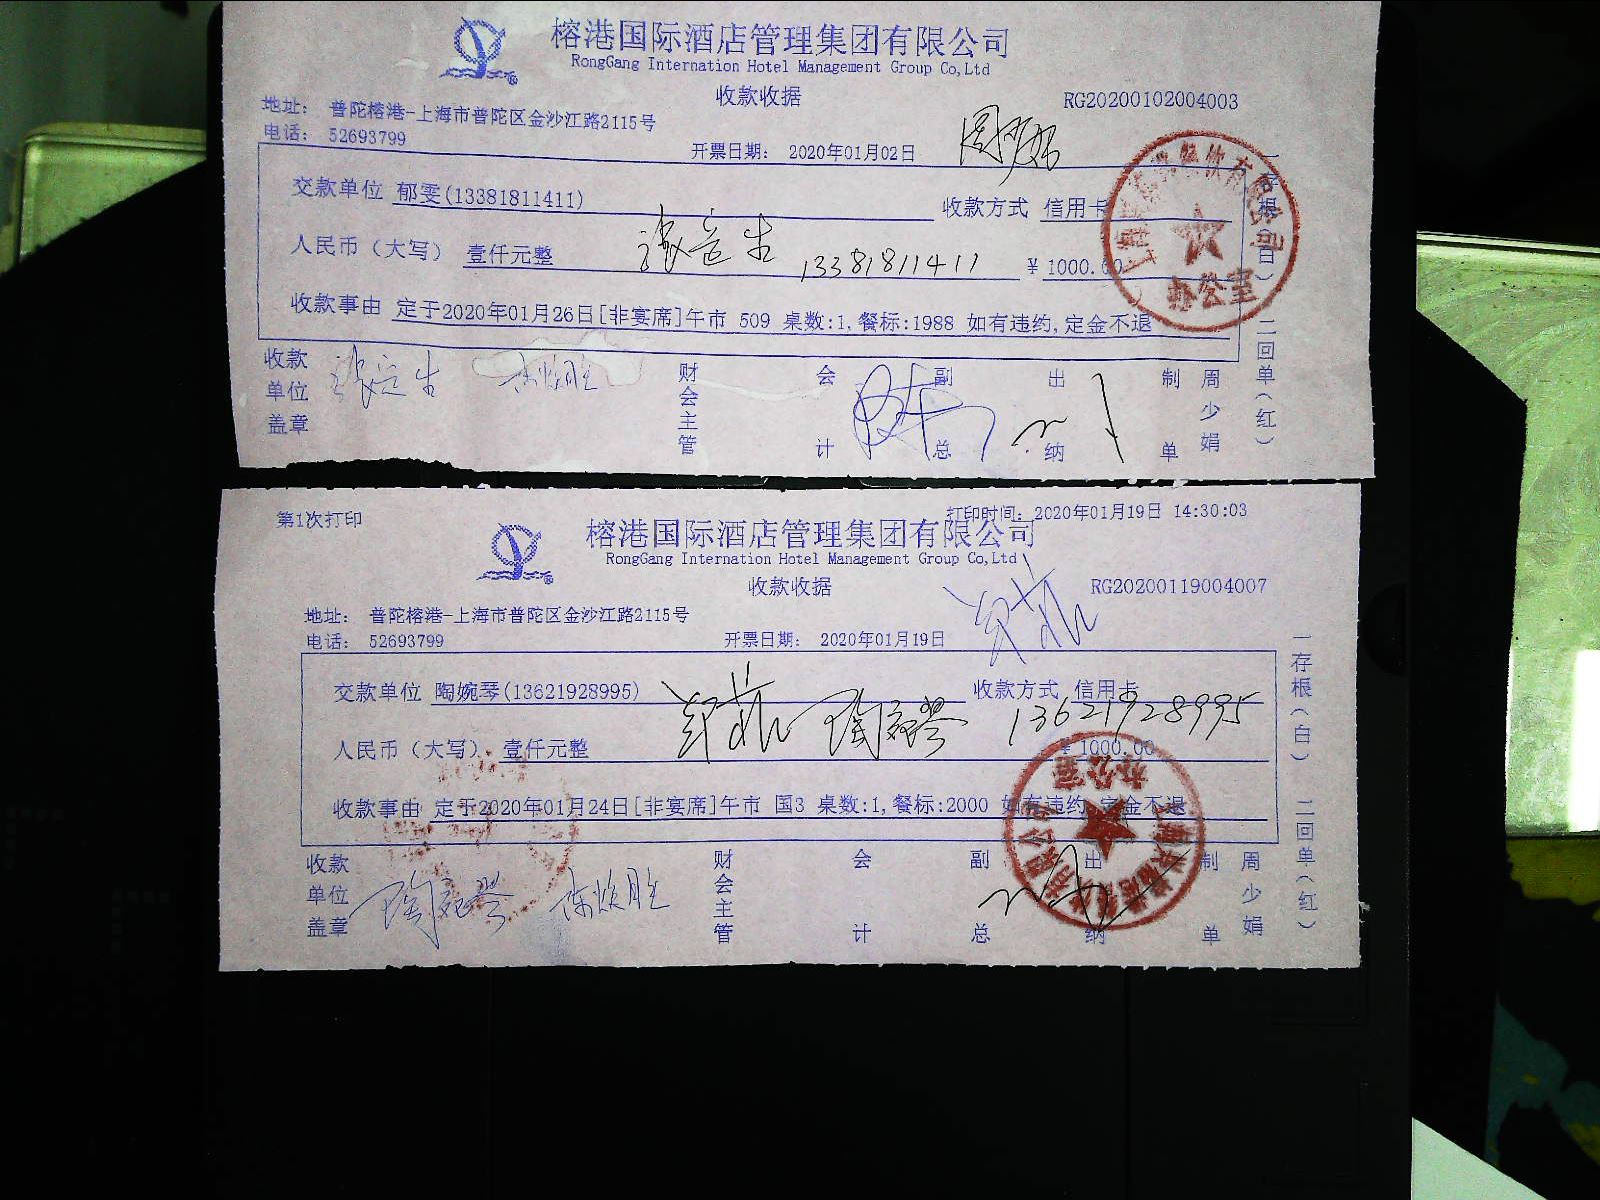 榕港国际酒店管理集团有限公司
RongGang Internation Hotel Management Group Co,Ltd
收款收据
RG20200102004003
地址： 普陀榕港-上海市普陀区金沙江路2115号
电话： 52693799
开票日期： 2020年01月02日
交款单位 郁雯(13381811411)
收款方式 信用卡
人民币（大写） 壹仟元整
13381811411
¥ 1000.00
收款事由 定于2020年01月26日[非宴席]午市 509 桌数:1,餐标:1988 如有违约,定金不退
办公室
收款单位盖章
财会主管
会计
副总
出纳
制单
周少娟
二回单（红）
第1次打印
打印时间： 2020年01月19日 14:30:03
榕港国际酒店管理集团有限公司
RongGang Internation Hotel Management Group Co,Ltd
收款收据
RG20200119004007
地址： 普陀榕港-上海市普陀区金沙江路2115号
电话： 52693799
开票日期： 2020年01月19日
交款单位 陶婉琴(13621928995)
收款方式 信用卡
13621928995
人民币（大写） 壹仟元整
¥ 1000.00
收款事由 定于2020年01月24日[非宴席]午市 国3 桌数:1,餐标:2000 如有违约,定金不退
办公室
收款单位盖章
财会主管
会计
副总
出纳
制单
周少娟
一存根（白）
二回单（红）